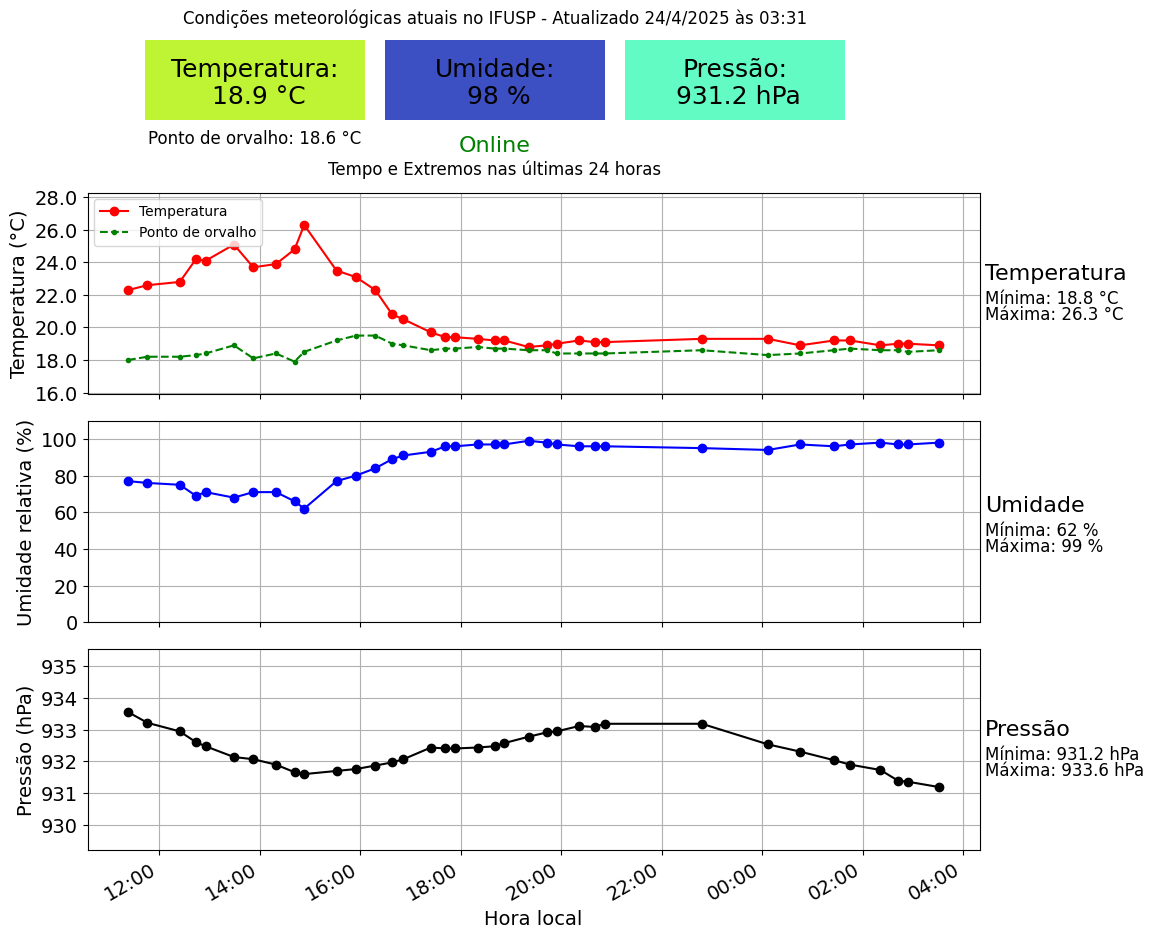 Condições meteorológicas atuais no IFUSP - Atualizado 24/4/2025 às 03:31
Temperatura:
18.9 °C
Umidade:
98 %
Pressão:
931.2 hPa
Ponto de orvalho: 18.6 °C
Online
Tempo e Extremos nas últimas 24 horas
Temperatura (°C)
28.0
26.0
24.0
22.0
20.0
18.0
16.0
Temperatura
Ponto de orvalho
Temperatura
Mínima: 18.8 °C
Máxima: 26.3 °C
Umidade relativa (%)
100
80
60
40
20
0
Umidade
Mínima: 62 %
Máxima: 99 %
Pressão (hPa)
935
934
933
932
931
930
Pressão
Mínima: 931.2 hPa
Máxima: 933.6 hPa
12:00
14:00
16:00
18:00
20:00
22:00
00:00
02:00
04:00
Hora local